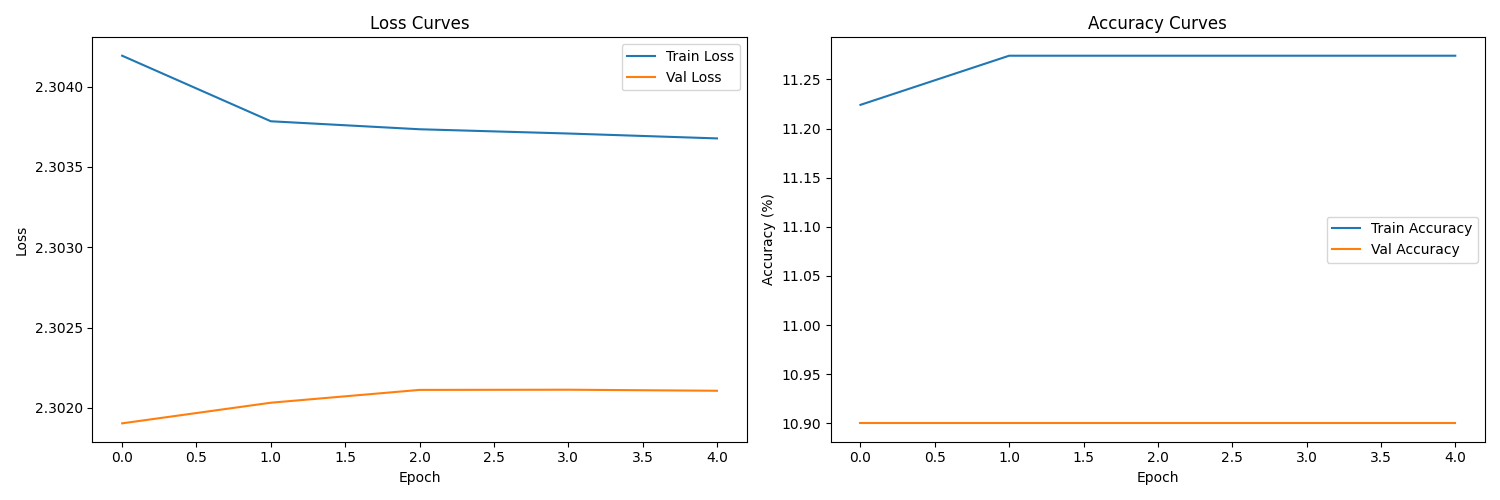 Loss Curves
Train Loss
Val Loss
2.3040
2.3035
2.3030
2.3025
2.3020
Loss
0.0 0.5 1.0 1.5 2.0 2.5 3.0 3.5 4.0
Epoch
Accuracy Curves
11.25
11.20
11.15
11.10
11.05
11.00
10.95
10.90
Accuracy (%)
Train Accuracy
Val Accuracy
0.0 0.5 1.0 1.5 2.0 2.5 3.0 3.5 4.0
Epoch